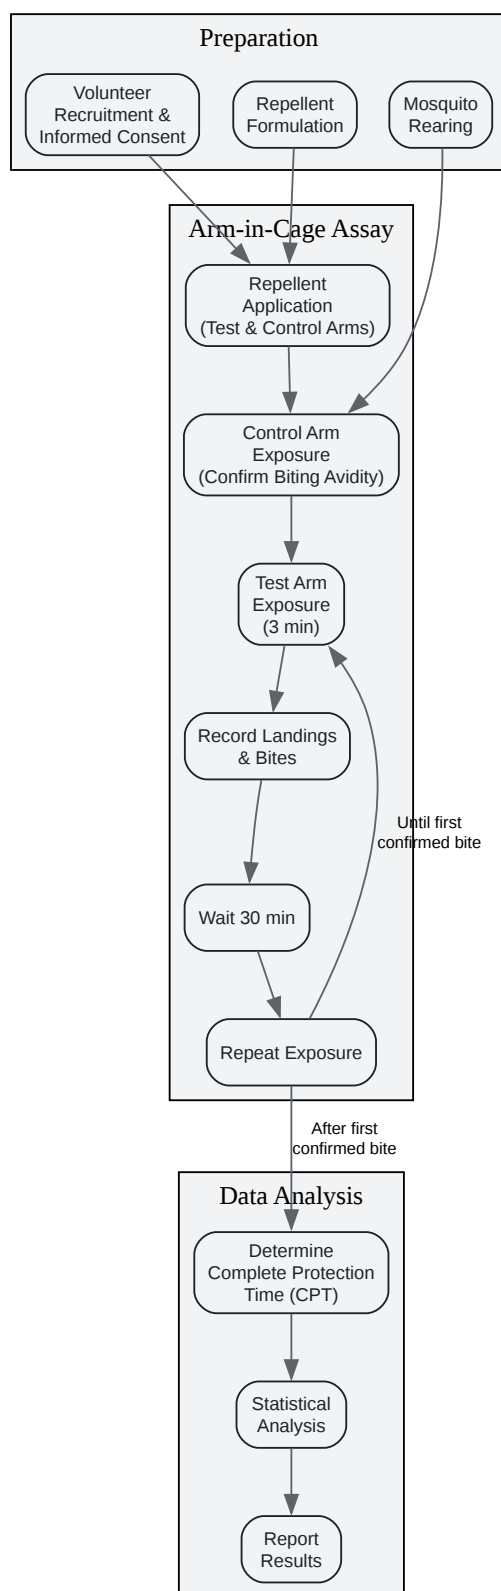 Preparation
Volunteer
Recruitment &
Informed Consent
Repellent
Formulation
Mosquito
Rearing
Arm-in-Cage Assay
Repellent
Application
(Test & Control Arms)
Control Arm
Exposure
(Confirm Biting Avidity)
Test Arm
Exposure
(3 min)
Record Landings
& Bites
Until first
confirmed bite
Wait 30 min
Repeat Exposure
After first
confirmed bite
Data Analysis
Determine
Complete Protection
Time (CPT)
Statistical
Analysis
Report
Results